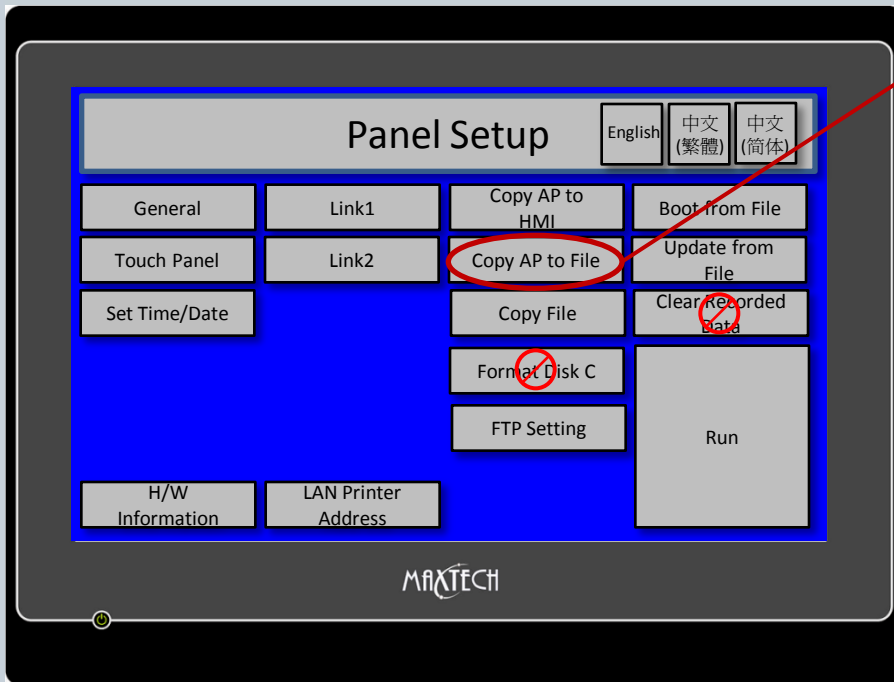 Panel Setup
English
中文
(繁體)
中文
(简体)
General
Link1
Copy AP to
HMI
Boot from File
Touch Panel
Link2
Copy AP to File
Update from
File
Set Time/Date
Copy File
Clear Recorded
Data
Format Disk C
FTP Setting
Run
H/W
Information
LAN Printer
Address
MAXTECH